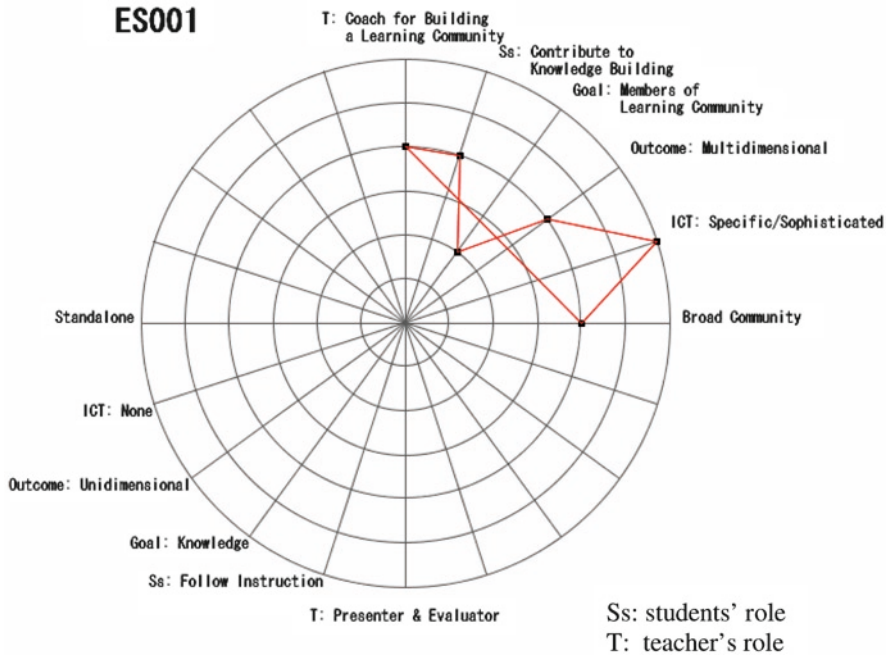 ES001
T: Coach for Building
a Learning Community
Ss: Contribute to
Knowledge Building
Goal: Members of
Learning Community
Outcome: Multidimensional
ICT: Specific/Sophisticated
Broad Community
Standalone
ICT: None
Outcome: Unidimensional
Goal: Knowledge
Ss: Follow Instruction
T: Presenter & Evaluator
Ss: students’ role
T: teacher’s role